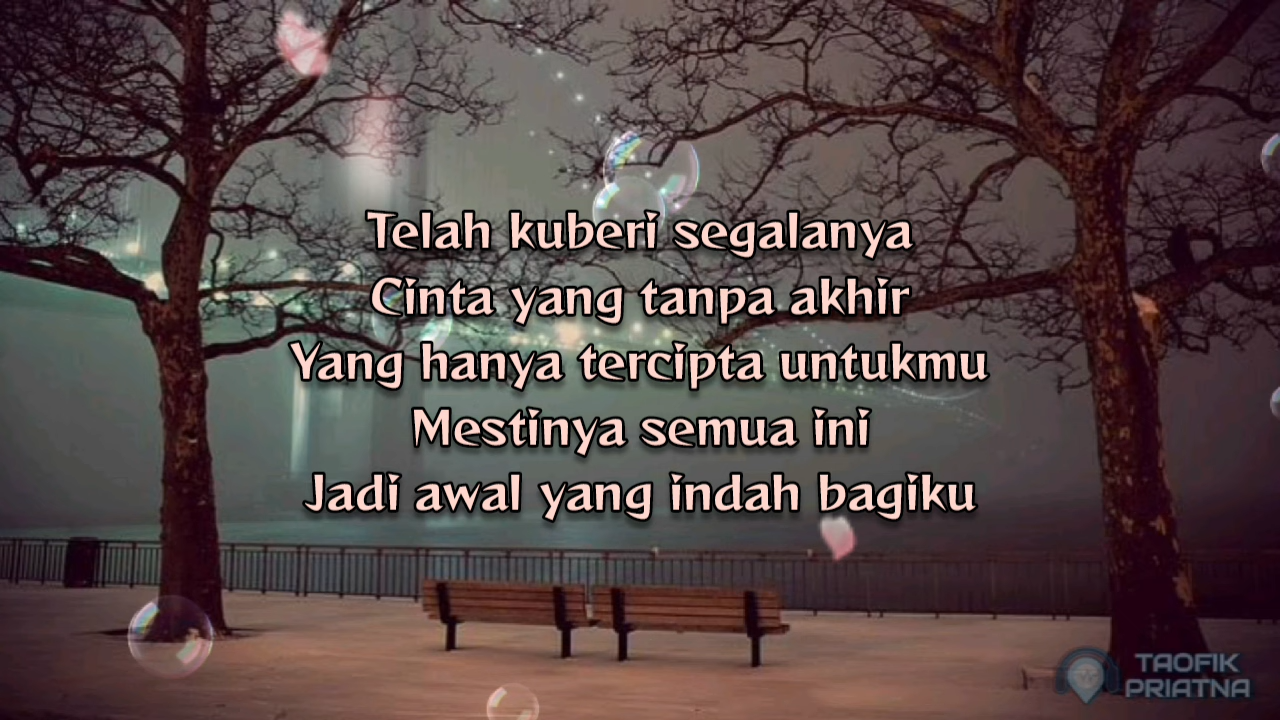 Telah kuberi segalanya
Cinta yang tanpa akhir
Yang hanya tercipta untukmu
Mestinya semua ini
Jadi awal yang indah bagiku
TAOFIK
PRIATNA